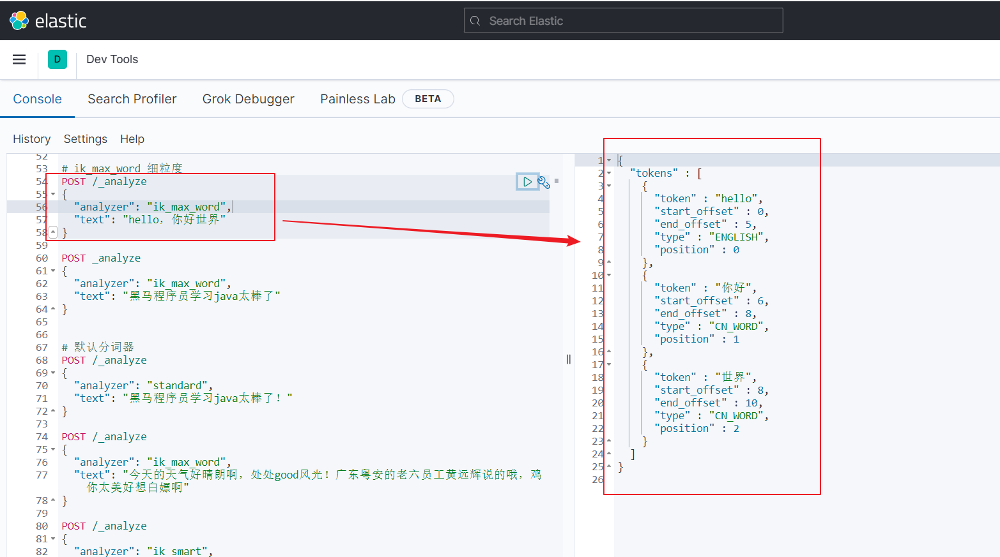 elastic
Search Elastic
D
Dev Tools
Console
Search Profiler
Grok Debugger
Painless Lab
BETA
History
Settings
Help
52
53 # ik_max_word 细粒度
54 POST /_analyze
55 {
56 "analyzer": "ik_max_word",
57 "text": "hello，你好世界"
58 }
59
60 POST _analyze
61 {
62 "analyzer": "ik_max_word",
63 "text": "黑马程序员学习java太棒了"
64 }
65
66
67 # 默认分词器
68 POST /_analyze
69 {
70 "analyzer": "standard",
71 "text": "黑马程序员学习java太棒了！"
72 }
73
74 POST /_analyze
75 {
76 "analyzer": "ik_max_word",
77 "text": "今天的天气好晴朗啊，处处good风光！广东粤安的老六员工黄远辉说的哦，鸡
你太美好想白嫖啊"
78 }
79
80 POST /_analyze
81 {
82 "analyzer": "ik_smart",
1 {
2 "tokens" : [
3 {
4 "token" : "hello",
5 "start_offset" : 0,
6 "end_offset" : 5,
7 "type" : "ENGLISH",
8 "position" : 0
9 },
10 {
11 "token" : "你好",
12 "start_offset" : 6,
13 "end_offset" : 8,
14 "type" : "CN_WORD",
15 "position" : 1
16 },
17 {
18 "token" : "世界",
19 "start_offset" : 8,
20 "end_offset" : 10,
21 "type" : "CN_WORD",
22 "position" : 2
23 }
24 ]
25 }
26